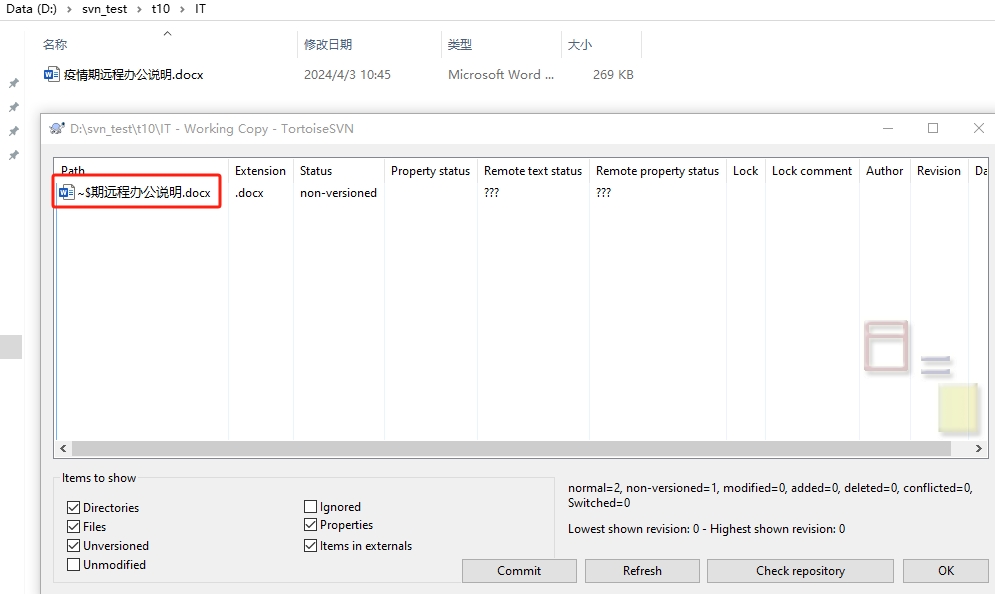 Data (D:) > svn_test > t10 > IT
名称 修改日期 类型 大小
疫情期远程办公说明.docx 2024/4/3 10:45 Microsoft Word ... 269 KB
D:\svn_test\t10\IT - Working Copy - TortoiseSVN
Path Extension Status Property status Remote text status Remote property status Lock Lock comment Author Revision Da
~$期远程办公说明.docx .docx non-versioned ??? ???
Items to show
Directories
Files
Unversioned
Unmodified
Ignored
Properties
Items in externals
normal=2, non-versioned=1, modified=0, added=0, deleted=0, conflicted=0,
Switched=0
Lowest shown revision: 0 - Highest shown revision: 0
Commit Refresh Check repository OK